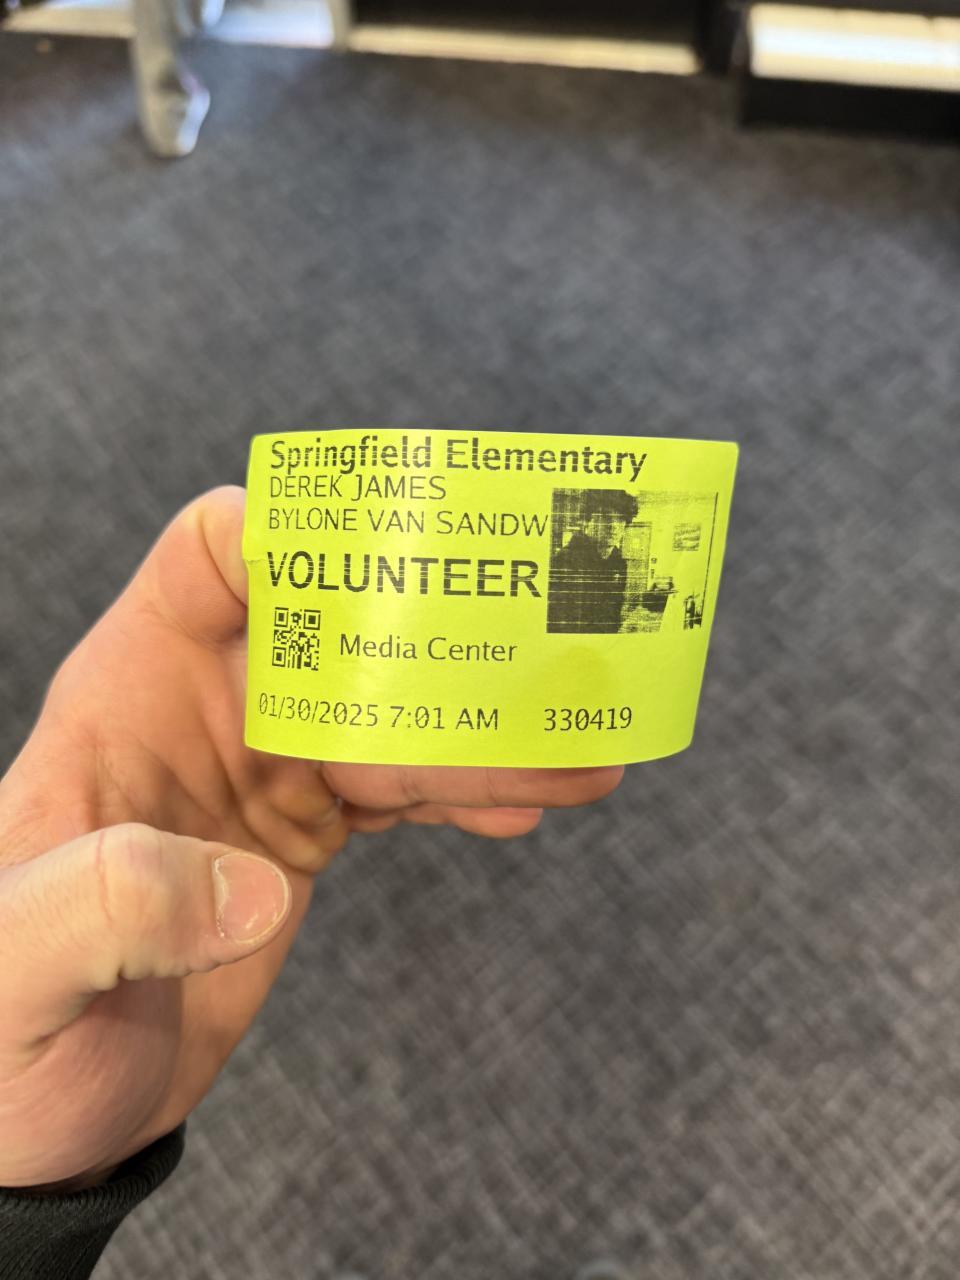 Springfield Elementary
DEREK JAMES
BYLONE VAN SANDW
VOLUNTEER
Media Center
01/30/2025 7:01 AM 330419